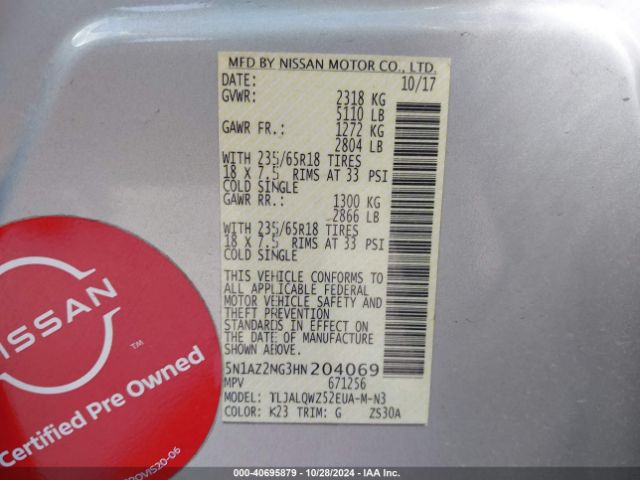 MFD BY NISSAN MOTOR CO., LTD.
DATE: 10/17
GVWR: 2318 KG
5110 LB
GAWR FR.: 1272 KG
2804 LB
WITH 235/65R18 TIRES
18 X 7.5 RIMS AT 33 PSI
COLD SINGLE
GAWR RR.: 1300 KG
2866 LB
WITH 235/65R18 TIRES
18 X 7.5 RIMS AT 33 PSI
COLD SINGLE
THIS VEHICLE CONFORMS TO
ALL APPLICABLE FEDERAL
MOTOR VEHICLE SAFETY AND
THEFT PREVENTION
STANDARDS IN EFFECT ON
THE DATE OF MANUFACTURE
SHOWN ABOVE.
5N1AZ2MG3HN204069
MPV 671256
MODEL: TLJALQWZ52EUA-M-N3
COLOR: K23 TRIM: G ZS30A
NISSAN
ROVIS20-06
000-40695879 - 10/28/2024 - IAA Inc.